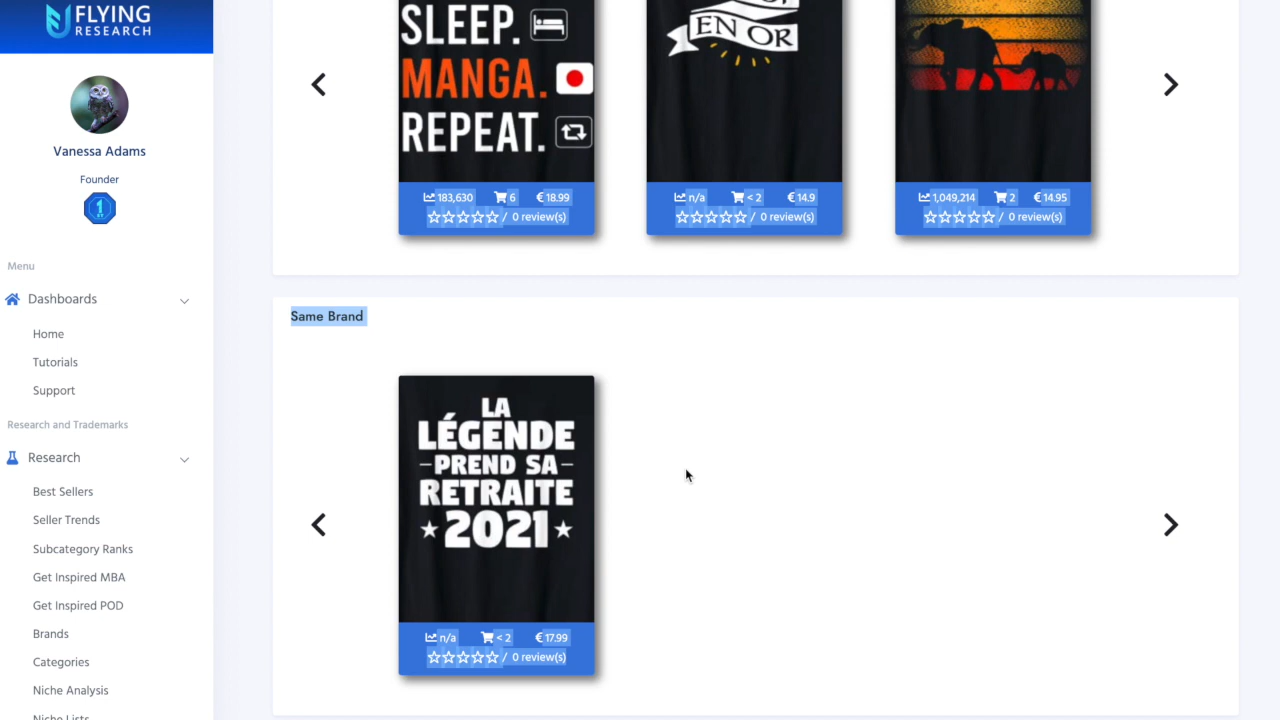 FLYING
RESEARCH
Vanessa Adams
Founder
1
Menu
Dashboards
Home
Tutorials
Support
Research and Trademarks
Research
Best Sellers
Seller Trends
Subcategory Ranks
Get Inspired MBA
Get Inspired POD
Brands
Categories
Niche Analysis
Niche Lists
SLEEP.
MANGA.
REPEAT.
183,630 6 €18.99
/ 0 review(s)
EN OR
n/a < 2 €14.9
/ 0 review(s)
1,049,214 2 €14.95
/ 0 review(s)
Same Brand
LA
LÉGENDE
–PREND SA–
RETRAITE
★2021★
n/a < 2 €17.99
/ 0 review(s)